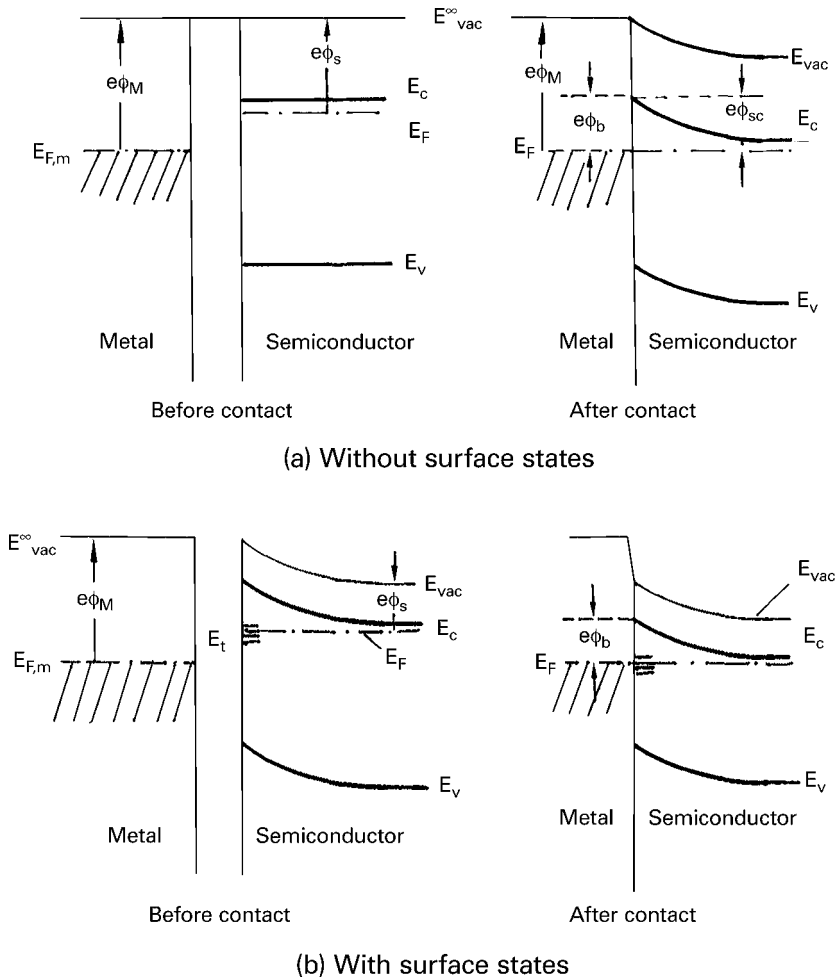 E∞vac
eϕM
eϕs
Ec
EF
EF,m
Ev
Metal
Semiconductor
Before contact
E∞vac
eϕM
Evac
eϕb
eϕsc
Ec
EF
Ev
Metal
Semiconductor
After contact
(a) Without surface states
E∞vac
eϕM
Evac
eϕs
Et
Ec
EF
EF,m
Ev
Metal
Semiconductor
Before contact
Evac
eϕb
Ec
EF
Ev
Metal
Semiconductor
After contact
(b) With surface states